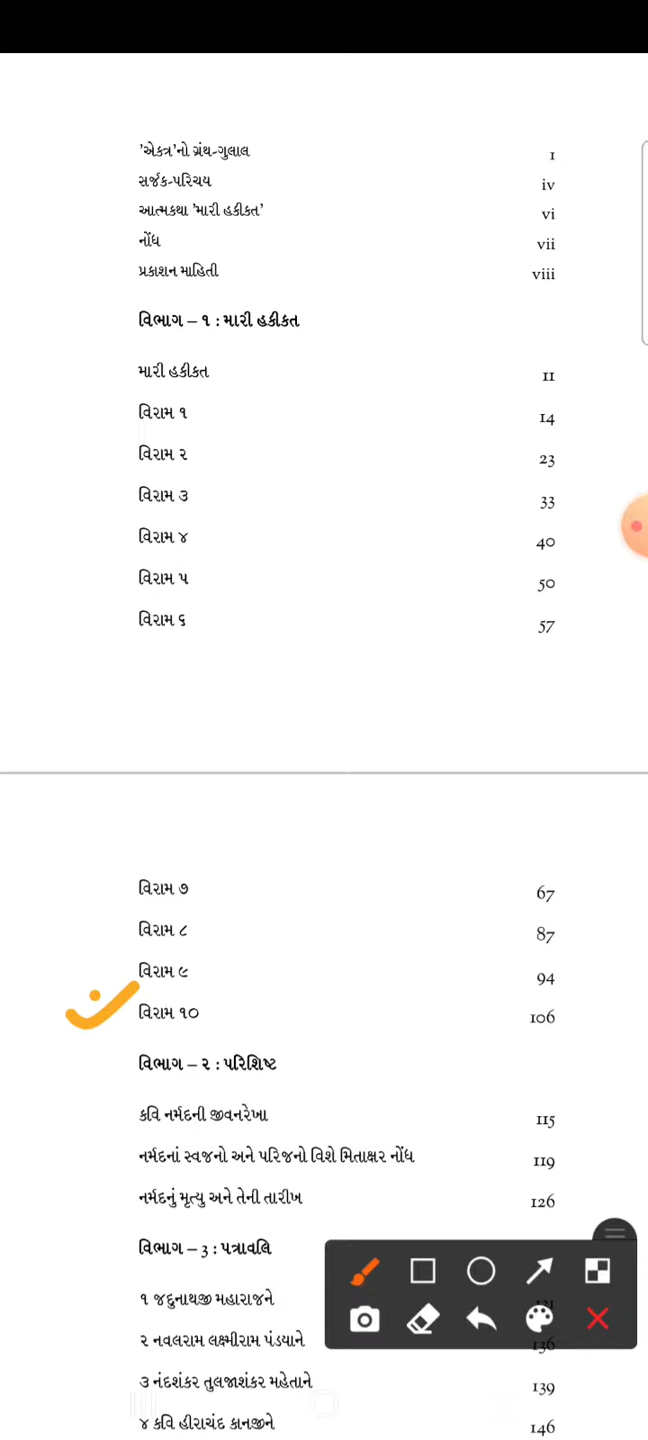 'એકત્ર'નો ગ્રંથ-ગુલાલ	I
સર્જક-પરિચય	iv
આત્મકથા 'મારી હકીકત'	vi
નોંધ	vii
પ્રકાશન માહિતી	viii
વિભાગ – ૧ : મારી હકીકત
મારી હકીકત	11
વિરામ ૧	14
વિરામ ૨	23
વિરામ ૩	33
વિરામ ૪	40
વિરામ ૫	50
વિરામ ૬	57
વિરામ ૭	67
વિરામ ૮	87
વિરામ ૯	94
વિરામ ૧૦	106
વિભાગ – ૨ : પરિશિષ્ટ
કવિ નર્મદની જીવનરેખા	115
નર્મદનાં સ્વજનો અને પરિજનો વિશે મિતાક્ષર નોંધ	119
નર્મદનું મૃત્યુ અને તેની તારીખ	126
વિભાગ – 3 : પત્રાવલિ
૧ જદુનાથજી મહારાજને	131
૨ નવલરામ લક્ષ્મીરામ પંડયાને	136
૩ નંદશંકર તુલજાશંકર મહેતાને	139
૪ કવિ હીરાચંદ કાનજીને	146